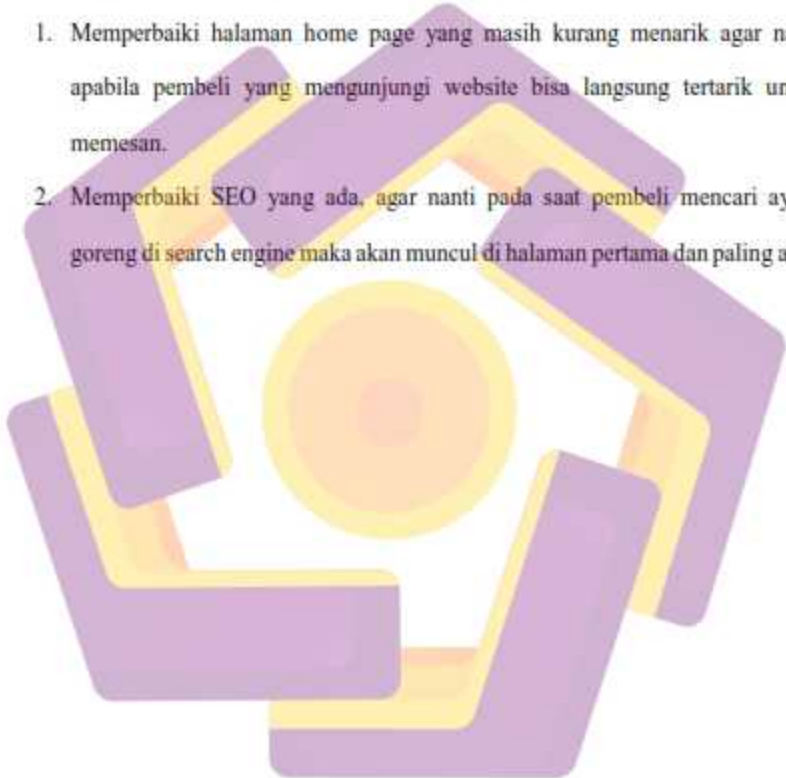 1. Memperbaiki halaman home page yang masih kurang menarik agar
apabila pembeli yang mengunjungi website bisa langsung tertarik
memesan.
2. Memperbaiki SEO yang ada, agar nanti pada saat pembeli mencari
goreng di search engine maka akan muncul di halaman pertama dan paling